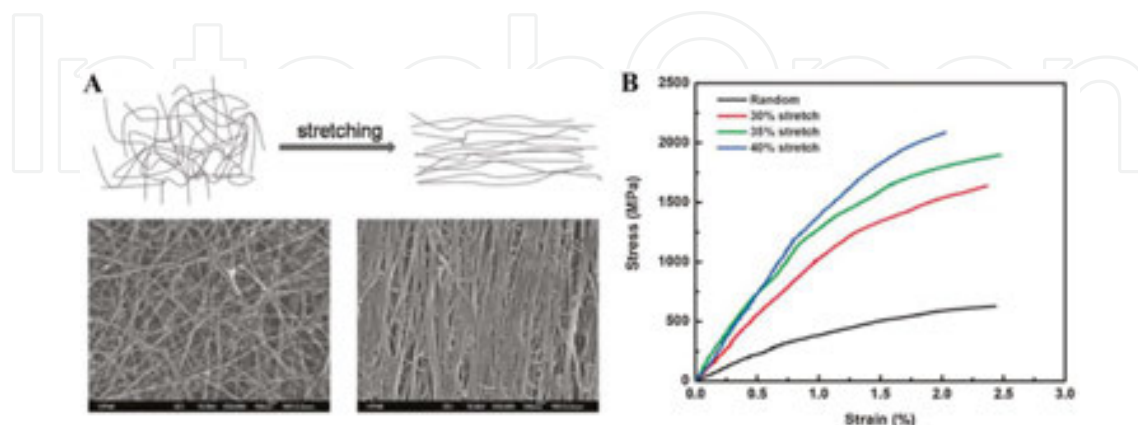 IntechOpen
A
stretching
B
Stress (MPa)
2500
2000
1500
1000
500
0
Random
30% stretch
35% stretch
40% stretch
0.0 0.5 1.0 1.5 2.0 2.5 3.0
Strain (%)